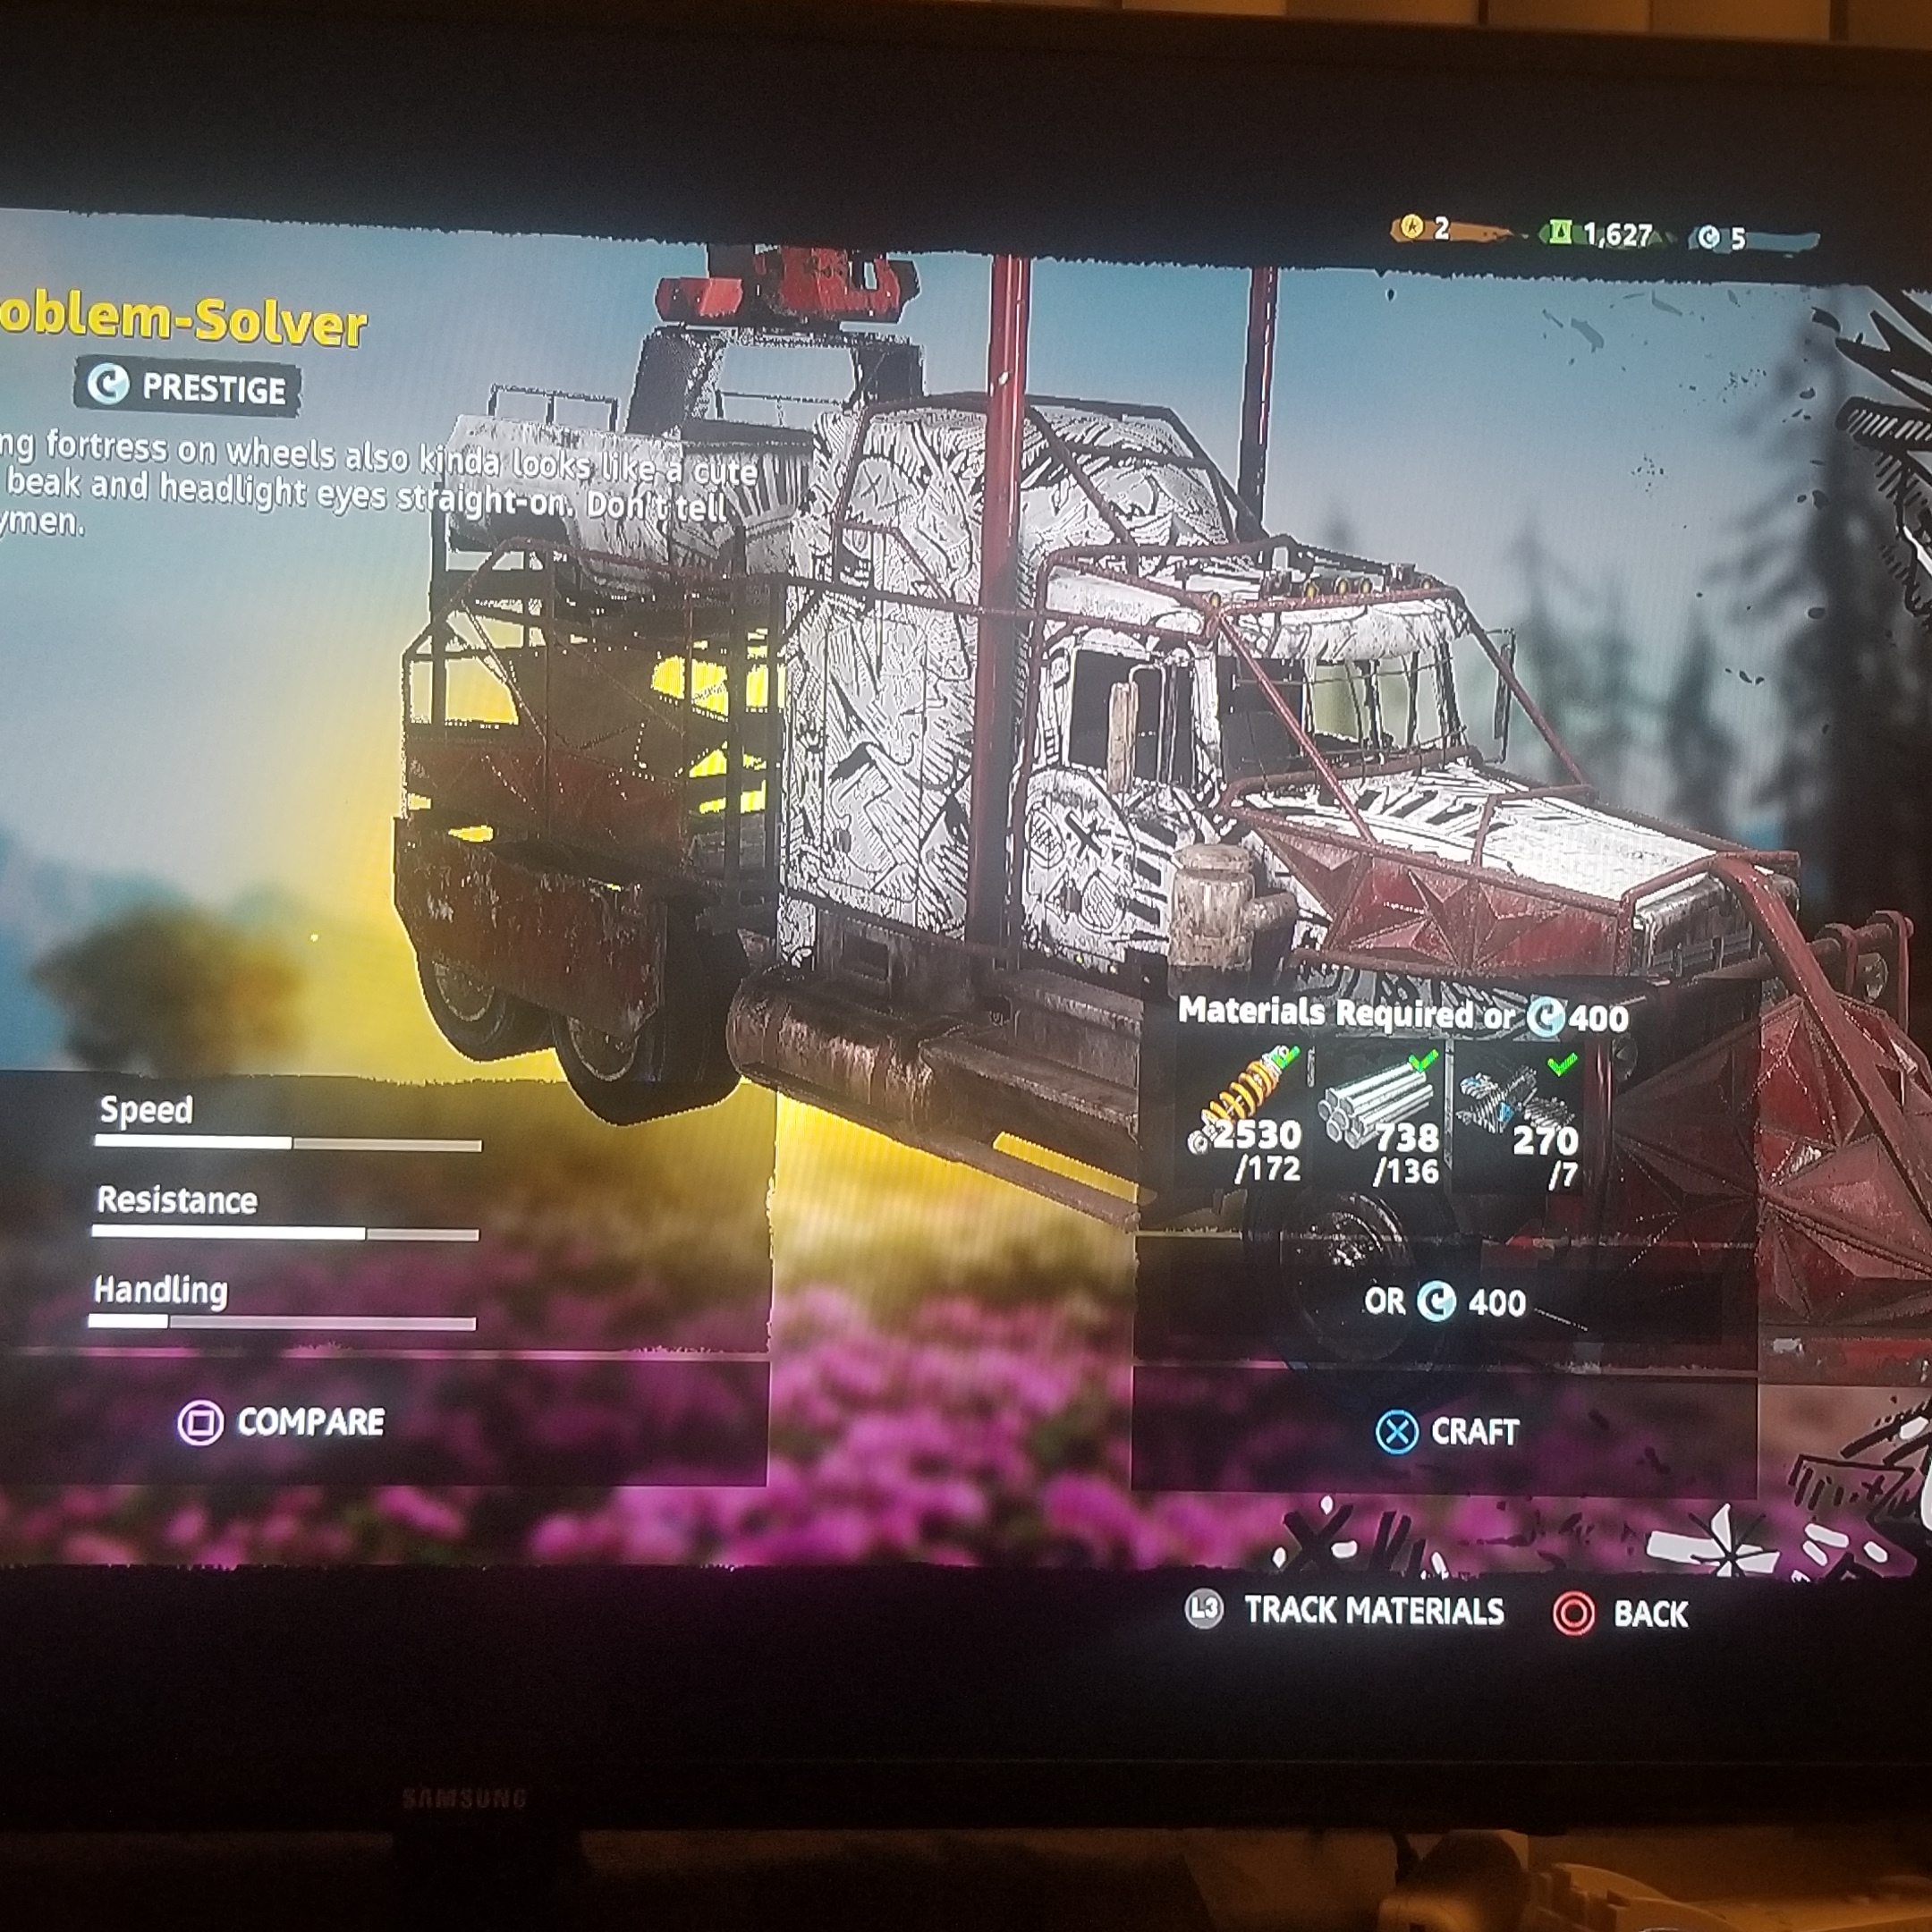 2 1,627 5
oblem-Solver
PRESTIGE
ng fortress on wheels also kinda looks like a cute
beak and headlight eyes straight-on. Don't tell
ymen.
Materials Required or 400
2530 738 270
/172 /136 /7
Speed
Resistance
Handling
OR 400
COMPARE
CRAFT
L3 TRACK MATERIALS BACK
SAMSUNG